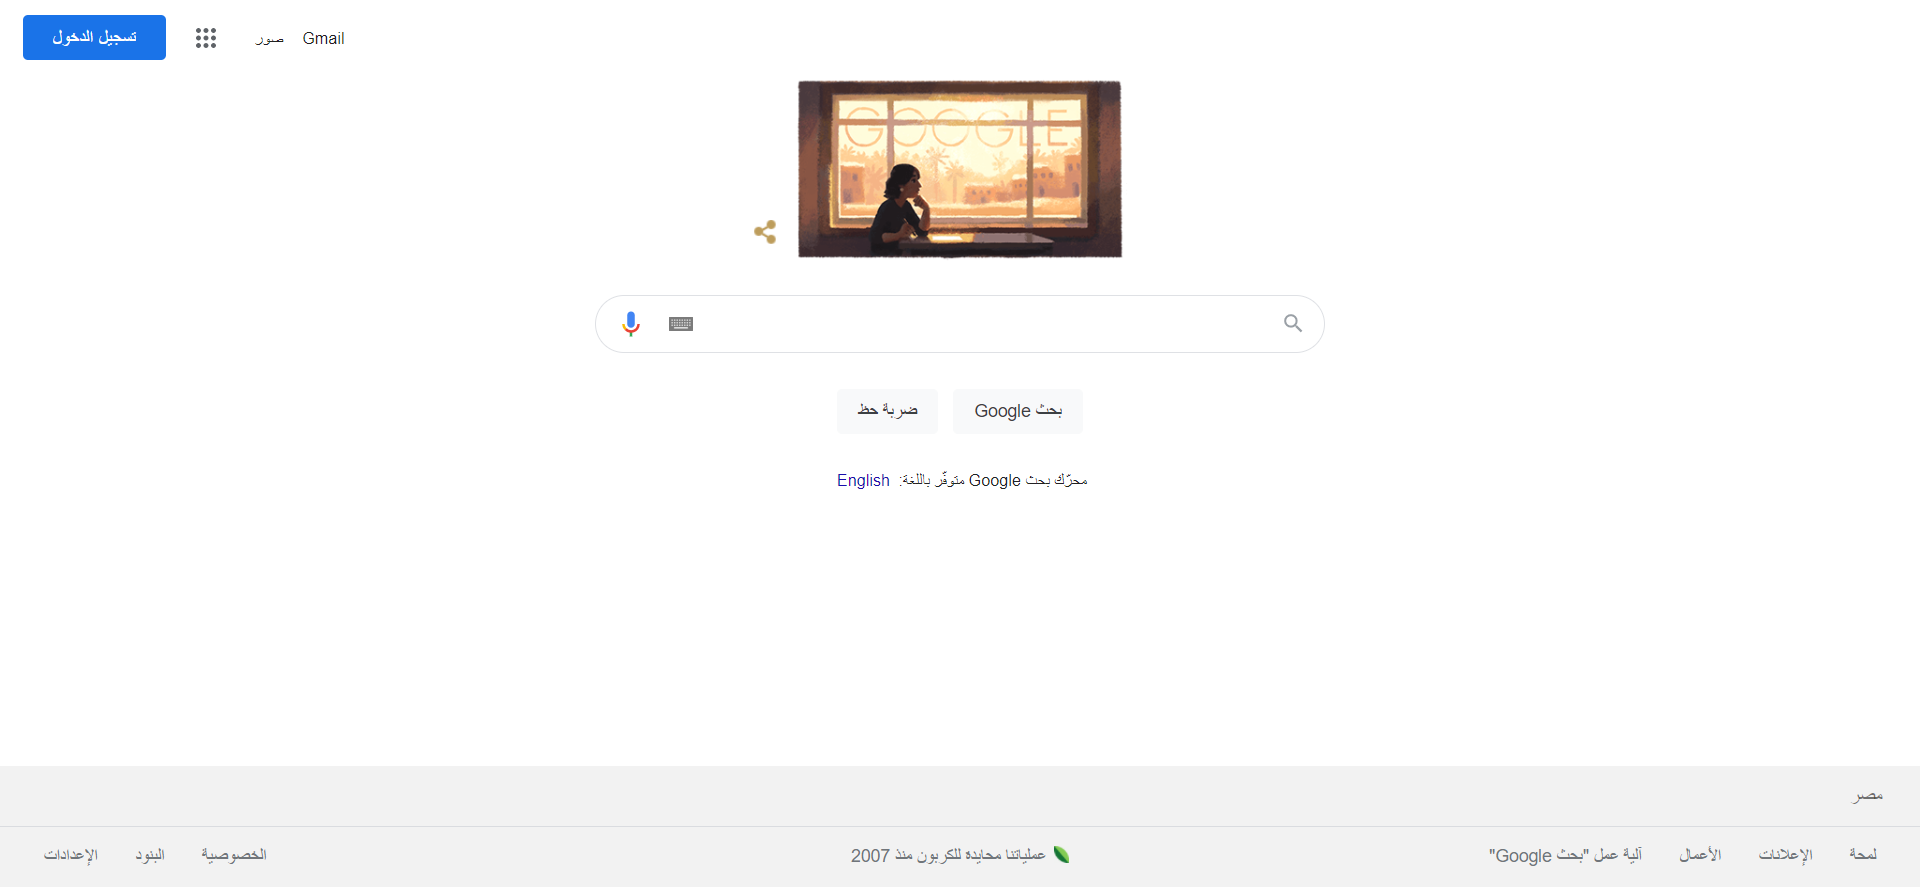 Gmail صور تسجيل الدخول
GOOGLE
بحث Google ضربة حظ
محرّك بحث Google متوفّر باللغة: English
مصر
لمحة الإعلانات الأعمال آلية عمل "بحث Google" عملياتنا محايدة للكربون منذ 2007 الخصوصية البنود الإعدادات